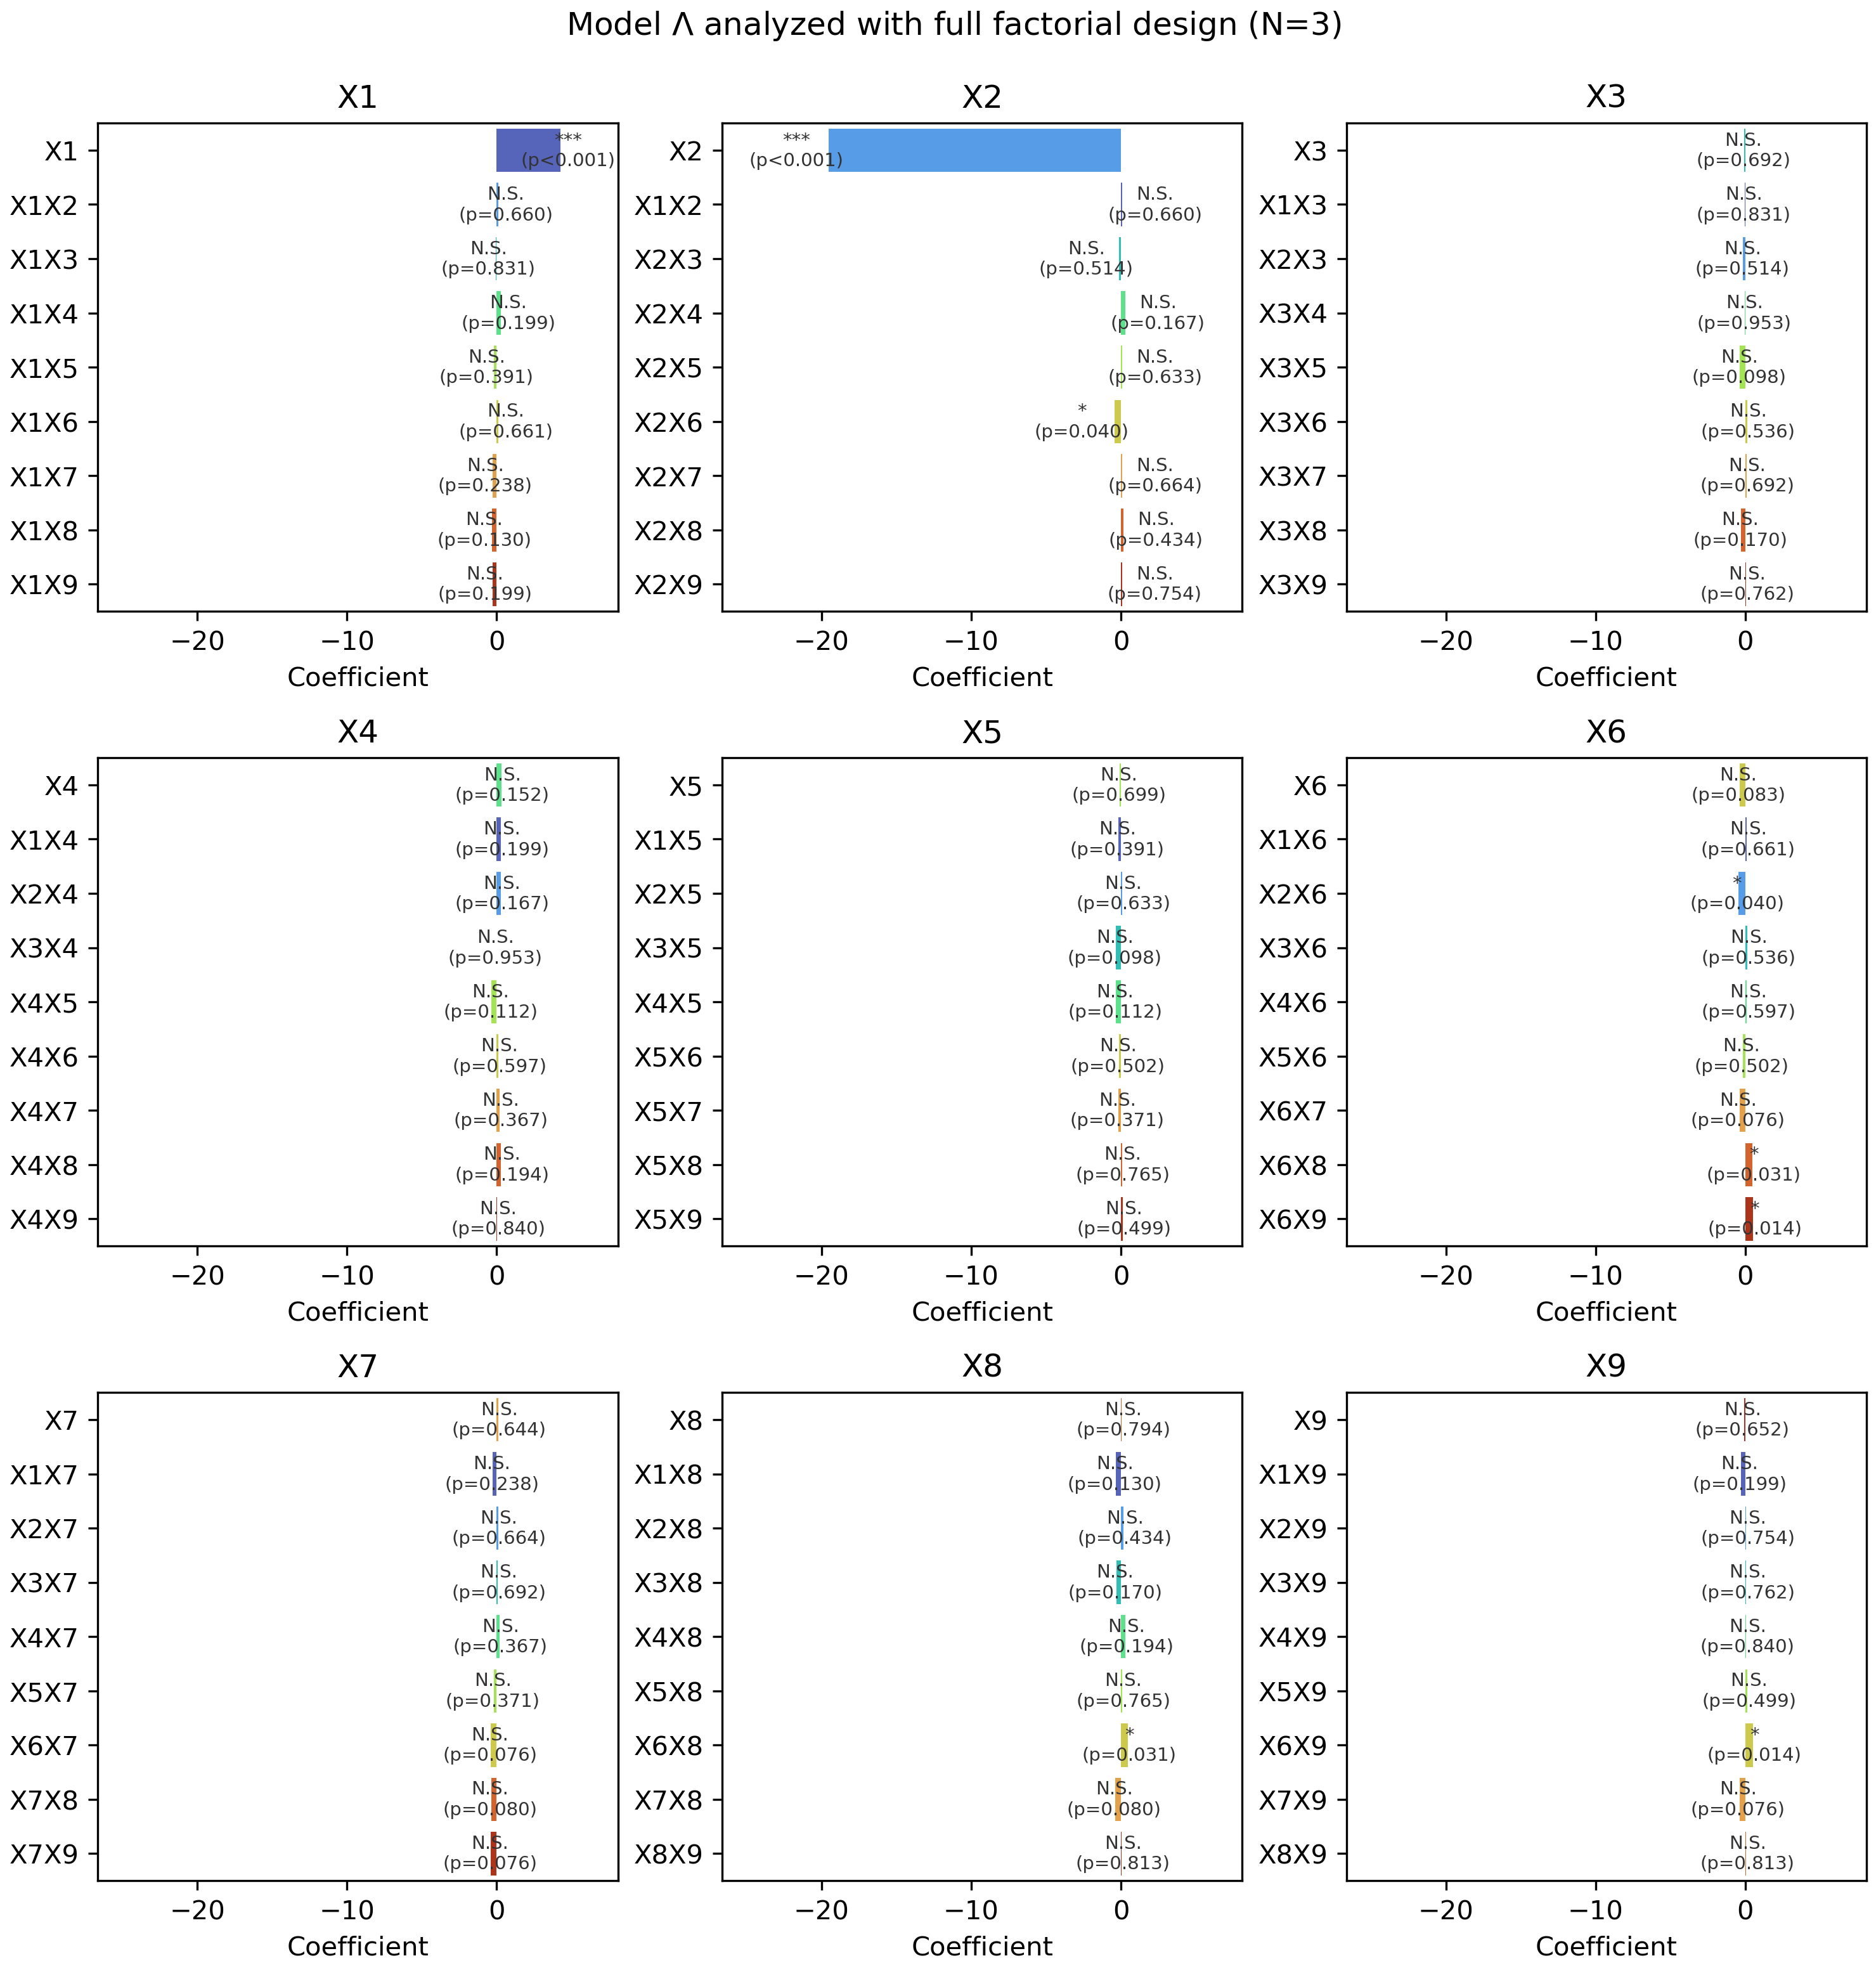 Model Λ analyzed with full factorial design (N=3)
X1
X1
***
(p<0.001)
X1X2
N.S.
(p=0.660)
X1X3
N.S.
(p=0.831)
X1X4
N.S.
(p=0.199)
X1X5
N.S.
(p=0.391)
X1X6
N.S.
(p=0.661)
X1X7
N.S.
(p=0.238)
X1X8
N.S.
(p=0.130)
X1X9
N.S.
(p=0.199)
−20 −10 0
Coefficient
X2
X2
***
(p<0.001)
X1X2
N.S.
(p=0.660)
X2X3
N.S.
(p=0.514)
X2X4
N.S.
(p=0.167)
X2X5
N.S.
(p=0.633)
X2X6
*
(p=0.040)
X2X7
N.S.
(p=0.664)
X2X8
N.S.
(p=0.434)
X2X9
N.S.
(p=0.754)
−20 −10 0
Coefficient
X3
X3
N.S.
(p=0.692)
X1X3
N.S.
(p=0.831)
X2X3
N.S.
(p=0.514)
X3X4
N.S.
(p=0.953)
X3X5
N.S.
(p=0.098)
X3X6
N.S.
(p=0.536)
X3X7
N.S.
(p=0.692)
X3X8
N.S.
(p=0.170)
X3X9
N.S.
(p=0.762)
−20 −10 0
Coefficient
X4
X4
N.S.
(p=0.152)
X1X4
N.S.
(p=0.199)
X2X4
N.S.
(p=0.167)
X3X4
N.S.
(p=0.953)
X4X5
N.S.
(p=0.112)
X4X6
N.S.
(p=0.597)
X4X7
N.S.
(p=0.367)
X4X8
N.S.
(p=0.194)
X4X9
N.S.
(p=0.840)
−20 −10 0
Coefficient
X5
X5
N.S.
(p=0.699)
X1X5
N.S.
(p=0.391)
X2X5
N.S.
(p=0.633)
X3X5
N.S.
(p=0.098)
X4X5
N.S.
(p=0.112)
X5X6
N.S.
(p=0.502)
X5X7
N.S.
(p=0.371)
X5X8
N.S.
(p=0.765)
X5X9
N.S.
(p=0.499)
−20 −10 0
Coefficient
X6
X6
N.S.
(p=0.083)
X1X6
N.S.
(p=0.661)
X2X6
*
(p=0.040)
X3X6
N.S.
(p=0.536)
X4X6
N.S.
(p=0.597)
X5X6
N.S.
(p=0.502)
X6X7
N.S.
(p=0.076)
X6X8
*
(p=0.031)
X6X9
*
(p=0.014)
−20 −10 0
Coefficient
X7
X7
N.S.
(p=0.644)
X1X7
N.S.
(p=0.238)
X2X7
N.S.
(p=0.664)
X3X7
N.S.
(p=0.692)
X4X7
N.S.
(p=0.367)
X5X7
N.S.
(p=0.371)
X6X7
N.S.
(p=0.076)
X7X8
N.S.
(p=0.080)
X7X9
N.S.
(p=0.076)
−20 −10 0
Coefficient
X8
X8
N.S.
(p=0.794)
X1X8
N.S.
(p=0.130)
X2X8
N.S.
(p=0.434)
X3X8
N.S.
(p=0.170)
X4X8
N.S.
(p=0.194)
X5X8
N.S.
(p=0.765)
X6X8
*
(p=0.031)
X7X8
N.S.
(p=0.080)
X8X9
N.S.
(p=0.813)
−20 −10 0
Coefficient
X9
X9
N.S.
(p=0.652)
X1X9
N.S.
(p=0.199)
X2X9
N.S.
(p=0.754)
X3X9
N.S.
(p=0.762)
X4X9
N.S.
(p=0.840)
X5X9
N.S.
(p=0.499)
X6X9
*
(p=0.014)
X7X9
N.S.
(p=0.076)
X8X9
N.S.
(p=0.813)
−20 −10 0
Coefficient